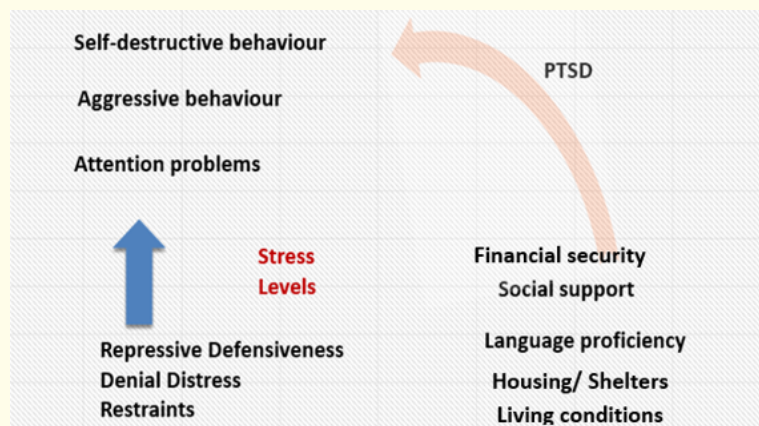 Self-destructive behaviour
PTSD
Aggressive behaviour
Attention problems
Stress
Levels
Financial security
Social support
Language proficiency
Repressive Defensiveness
Denial Distress
Restraints
Housing/ Shelters
Living conditions